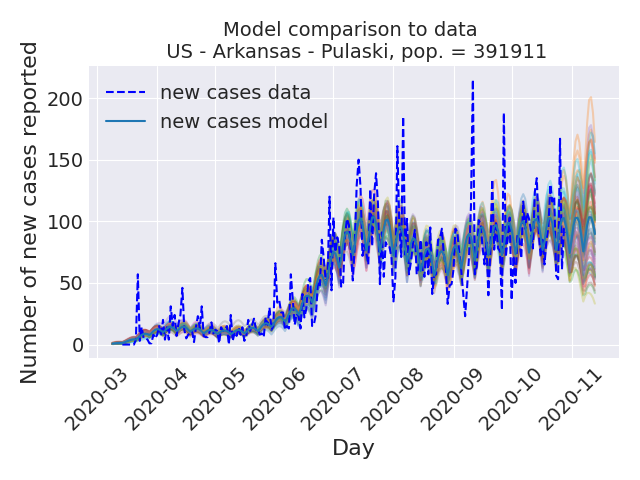 Model comparison to data
US - Arkansas - Pulaski, pop. = 391911
new cases data
new cases model
Number of new cases reported
200
150
100
50
0
2020-03
2020-04
2020-05
2020-06
2020-07
2020-08
2020-09
2020-10
2020-11
Day